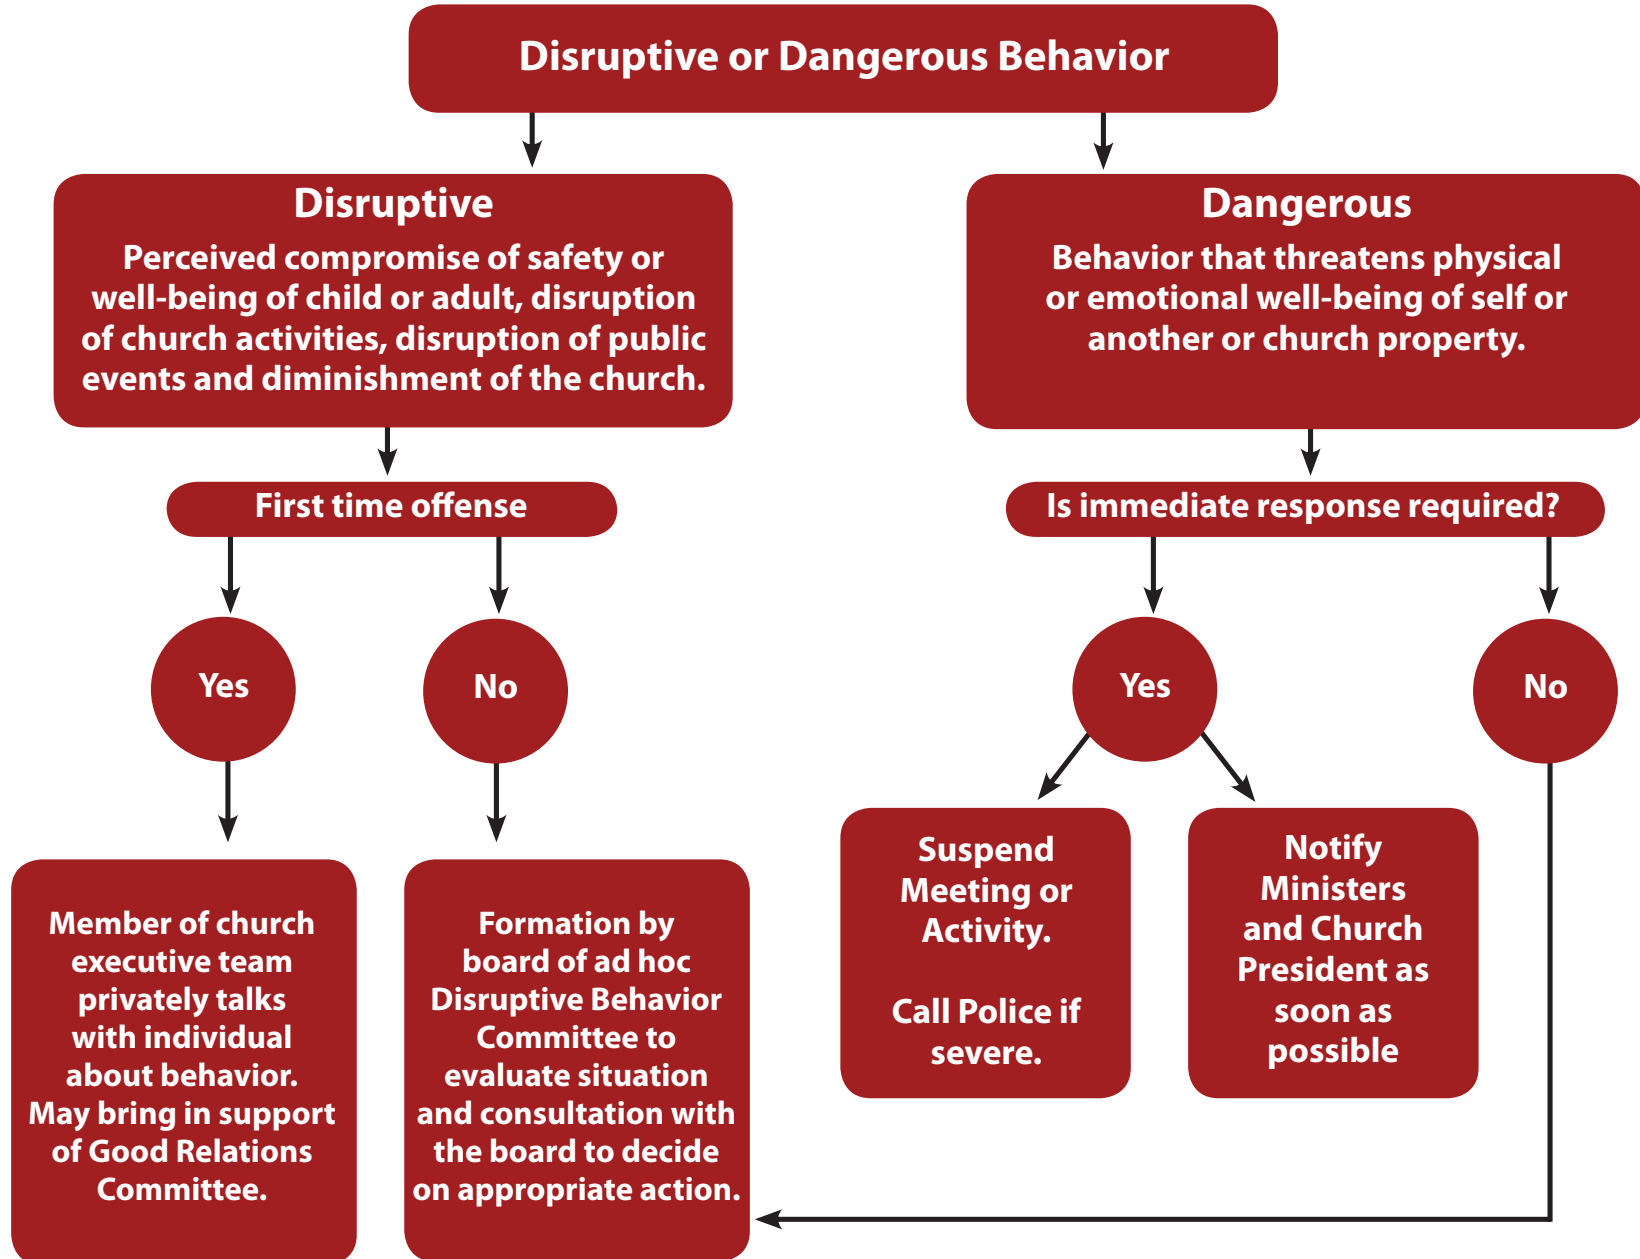 Disruptive or Dangerous Behavior
Disruptive
Perceived compromise of safety or
well-being of child or adult, disruption
of church activities, disruption of public
events and diminishment of the church.
Dangerous
Behavior that threatens physical
or emotional well-being of self or
another or church property.
First time offense
Is immediate response required?
Yes
No
Yes
No
Member of church
executive team
privately talks
with individual
about behavior.
May bring in support
of Good Relations
Committee.
Formation by
board of ad hoc
Disruptive Behavior
Committee to
evaluate situation
and consultation with
the board to decide
on appropriate action.
Suspend
Meeting or
Activity.
Call Police if
severe.
Notify
Ministers
and Church
President as
soon as
possible